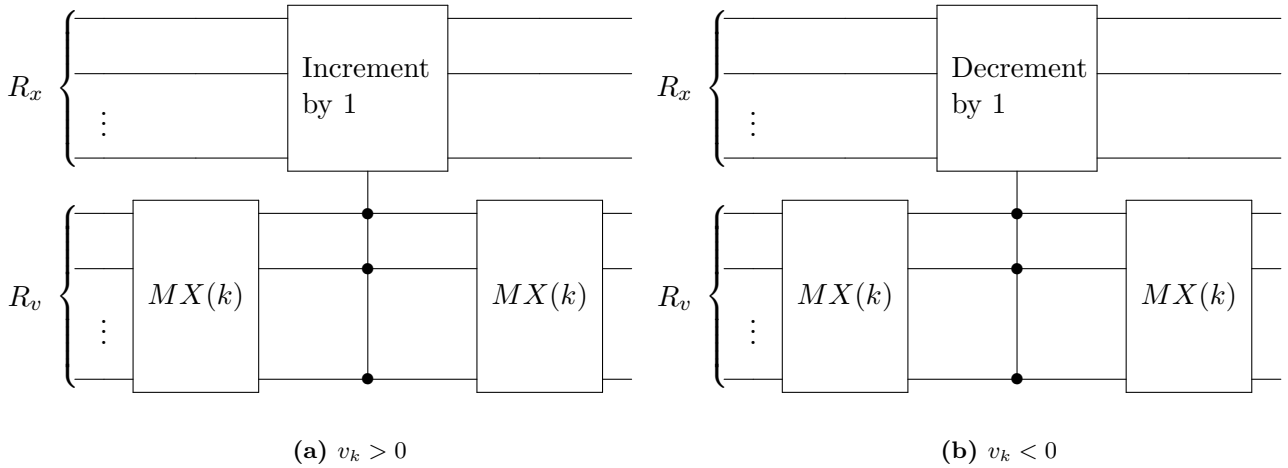 R_x
⋮
Increment
by 1
R_v
⋮
MX(k)
MX(k)
(a) v_k > 0
R_x
⋮
Decrement
by 1
R_v
⋮
MX(k)
MX(k)
(b) v_k < 0